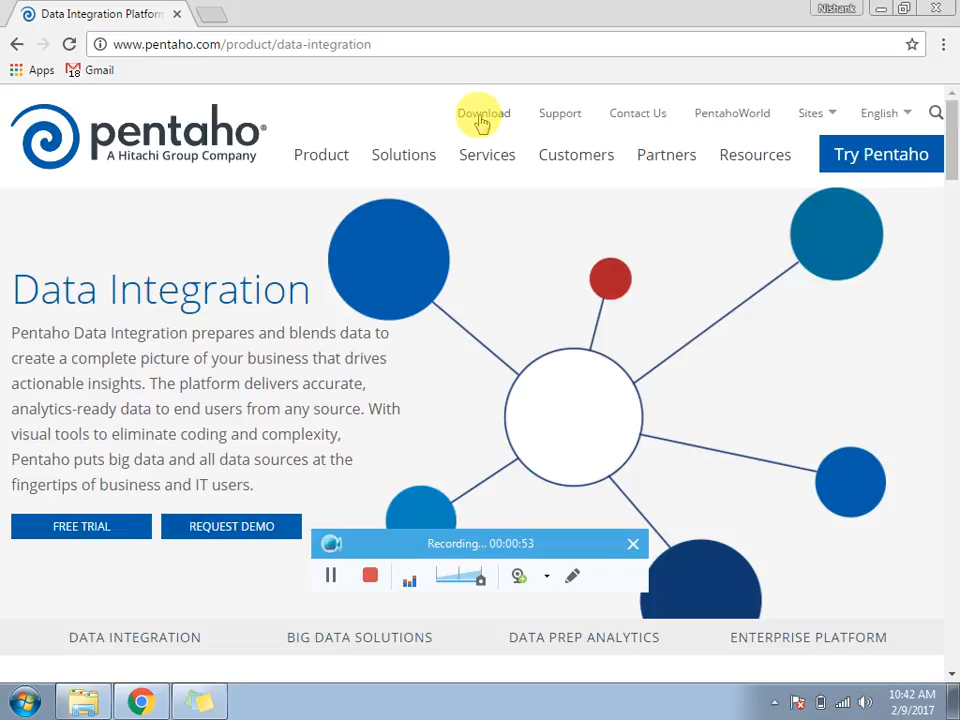 Data Integration Platform
Nishank
www.pentaho.com/product/data-integration
Apps
18
Gmail
Download
Support
Contact Us
PentahoWorld
Sites
English
pentaho
A Hitachi Group Company
Product
Solutions
Services
Customers
Partners
Resources
Try Pentaho
Data Integration
Pentaho Data Integration prepares and blends data to
create a complete picture of your business that drives
actionable insights. The platform delivers accurate,
analytics-ready data to end users from any source. With
visual tools to eliminate coding and complexity,
Pentaho puts big data and all data sources at the
fingertips of business and IT users.
FREE TRIAL
REQUEST DEMO
Recording... 00:00:53
DATA INTEGRATION
BIG DATA SOLUTIONS
DATA PREP ANALYTICS
ENTERPRISE PLATFORM
10:42 AM
2/9/2017